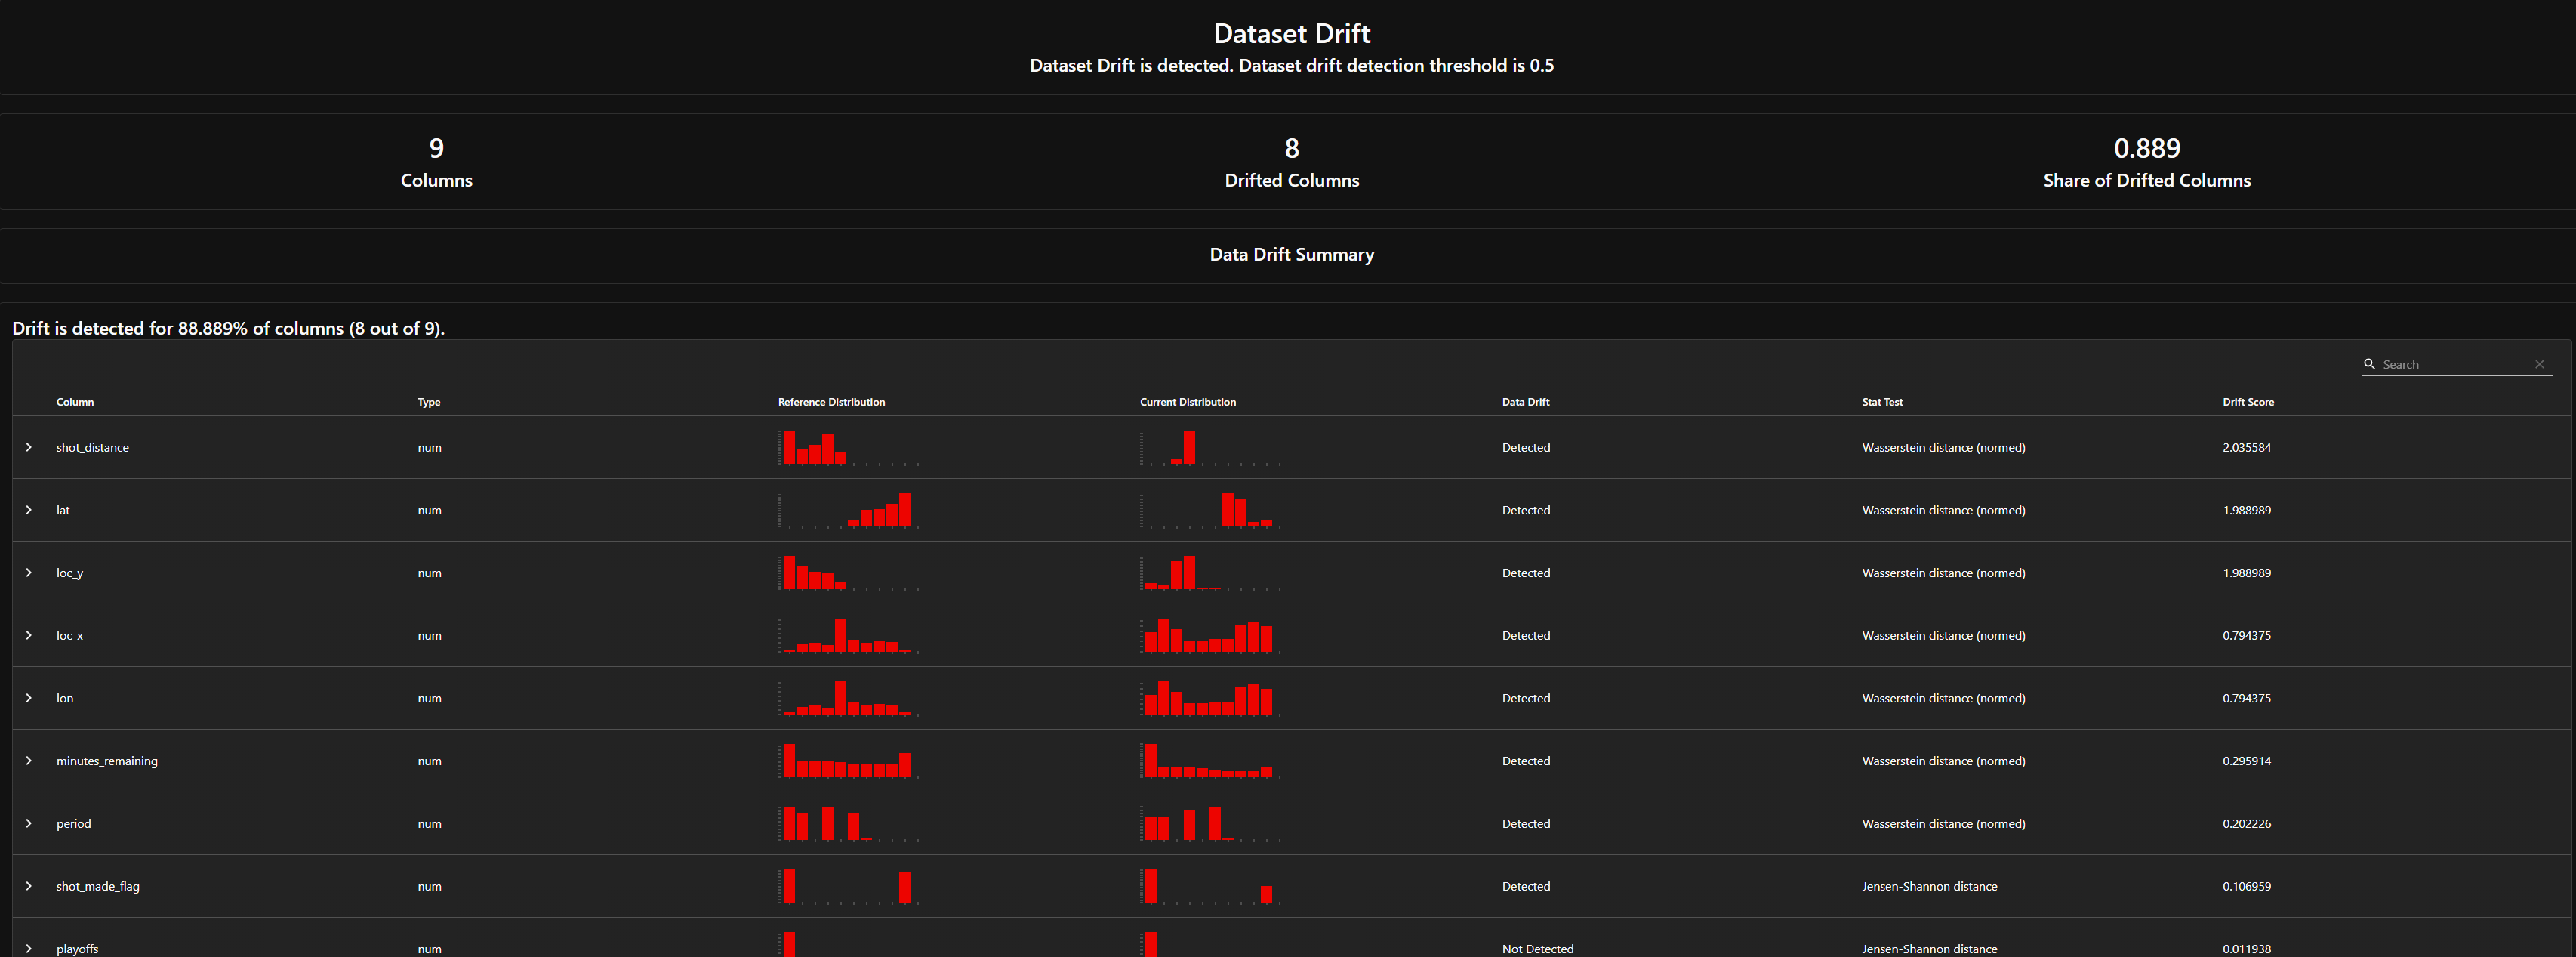 Dataset Drift
Dataset Drift is detected. Dataset drift detection threshold is 0.5
9
Columns
8
Drifted Columns
0.889
Share of Drifted Columns
Data Drift Summary
Drift is detected for 88.889% of columns (8 out of 9).
Search
Column Type Reference Distribution Current Distribution Data Drift Stat Test Drift Score
shot_distance num Detected Wasserstein distance (normed) 2.035584
lat num Detected Wasserstein distance (normed) 1.988989
loc_y num Detected Wasserstein distance (normed) 1.988989
loc_x num Detected Wasserstein distance (normed) 0.794375
lon num Detected Wasserstein distance (normed) 0.794375
minutes_remaining num Detected Wasserstein distance (normed) 0.295914
period num Detected Wasserstein distance (normed) 0.202226
shot_made_flag num Detected Jensen-Shannon distance 0.106959
playoffs num Not Detected Jensen-Shannon distance 0.011938